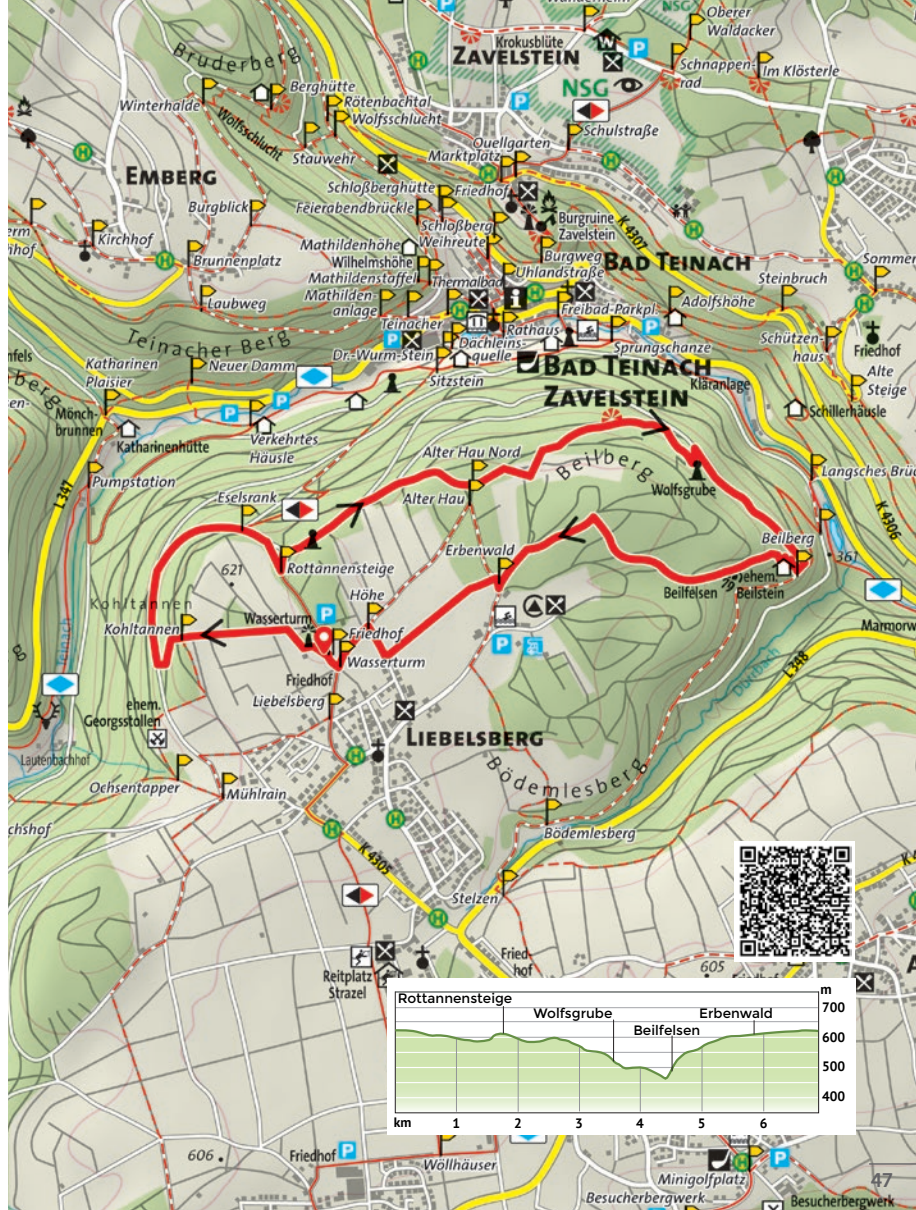 Wanderheim
NSG
Oberer
Waldacker
Krokusblüte
ZAVELSTEIN
Schnappen-
rad
Im Klösterle
NSG
Bruderberg
Berghütte
Winterhalde
Rötenbachtal
Wolfsschlucht
Wolfsschlucht
Stauwehr
Schulstraße
Quellgarten
Marktplatz
EMBERG
Schloßberghütte
Friedhof
Feierabendbrückle
Burgblick
Schloßberg
Weihreute
Burgruine
Zavelstein
K 4307
Kirchhof
Mathildenhöhe
Burgweg
BAD TEINACH
Brunnenplatz
Wilhelmshöhe
Mathildenstaffel
Thermalbad
Uhlandstraße
Steinbruch
Laubweg
Mathilden-
anlage
Freibad-Parkpl.
Adolfshöhe
Teinacher Berg
Teinacher
Rathaus
Schützen-
haus
Friedhof
Dächleins-
quelle
Dr.-Wurm-Stein
Sprungschanze
Katharinen
Plaisier
Neuer Damm
Sitzstein
BAD TEINACH
ZAVELSTEIN
Kläranlage
Alte
Steige
Mönch-
brunnen
Katharinenhütte
Verkehrtes
Häusle
Schillerhäusle
Alter Hau Nord
Beilberg
Pumpstation
L 347
Eselsrank
Alter Hau
Wolfsgrube
K 4306
Erbenwald
Beilberg
361
Rottannensteige
621
Höhe
ehem.
Beilstein
Beilfelsen
Kohltannen
Kohltannen
Wasserturm
Friedhof
Wasserturm
Friedhof
Teinach
Liebelsberg
Dürrbach
L 348
ehem.
Georgsstollen
Lautenbachhof
LIEBELSBERG
Bödemlesberg
Ochsentapper
Mühlrain
Bödemlesberg
K 4305
Stelzen
Reitplatz
Strazel
Fried-
hof
605
Rottannensteige
Wolfsgrube
Beilfelsen
Erbenwald
m
700
600
500
400
km
1
2
3
4
5
6
606
Friedhof
Wöllhäuser
Minigolfplatz
Besucherbergwerk
Besucherbergwerk
47